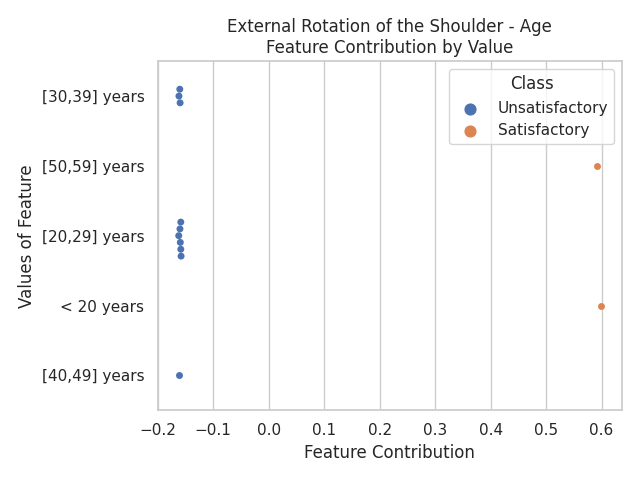 External Rotation of the Shoulder - Age
Feature Contribution by Value
Class
Unsatisfactory
Satisfactory
Values of Feature
[30,39] years
[50,59] years
[20,29] years
< 20 years
[40,49] years
−0.2 −0.1 0.0 0.1 0.2 0.3 0.4 0.5 0.6
Feature Contribution